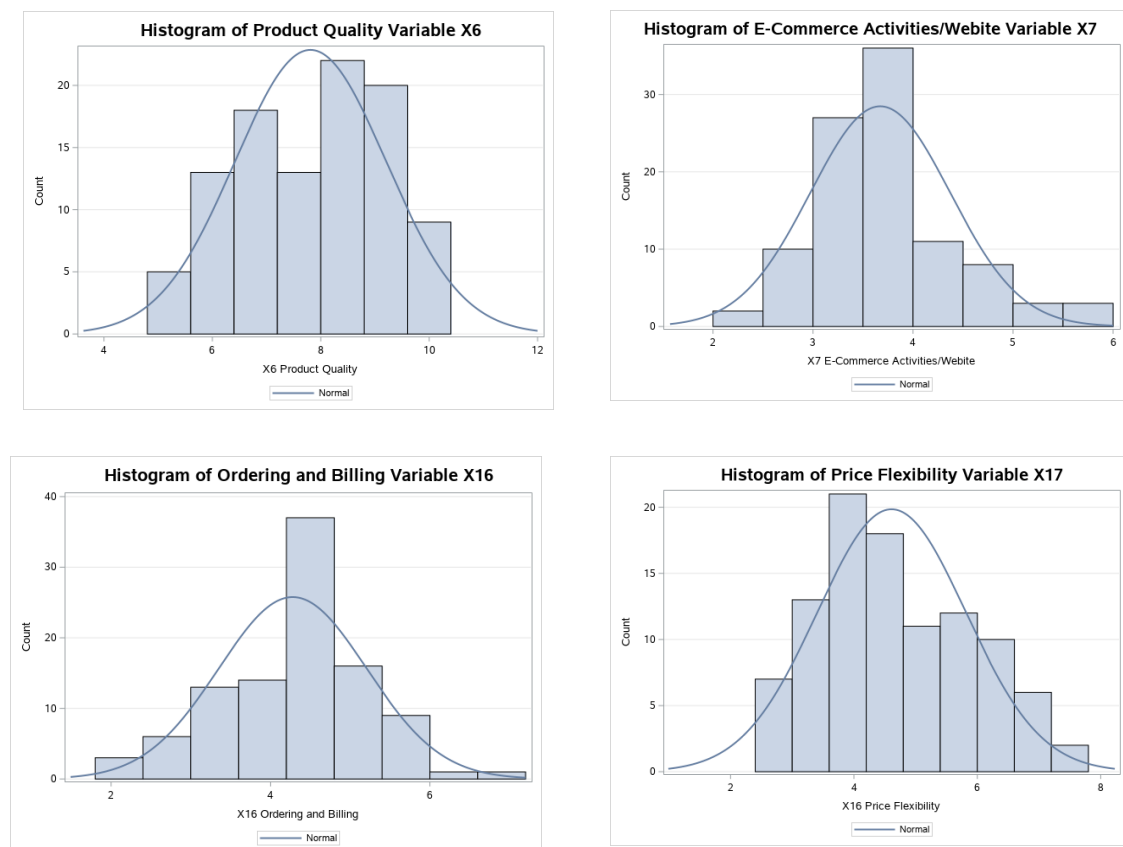 Histogram of Product Quality Variable X6
20
15
10
5
0
Count
4 6 8 10 12
X6 Product Quality
Normal
Histogram of E-Commerce Activities/Webite Variable X7
30
20
10
0
Count
2 3 4 5 6
X7 E-Commerce Activities/Webite
Normal
Histogram of Ordering and Billing Variable X16
40
30
20
10
0
Count
2 4 6
X16 Ordering and Billing
Normal
Histogram of Price Flexibility Variable X17
20
15
10
5
0
Count
2 4 6 8
X16 Price Flexibility
Normal